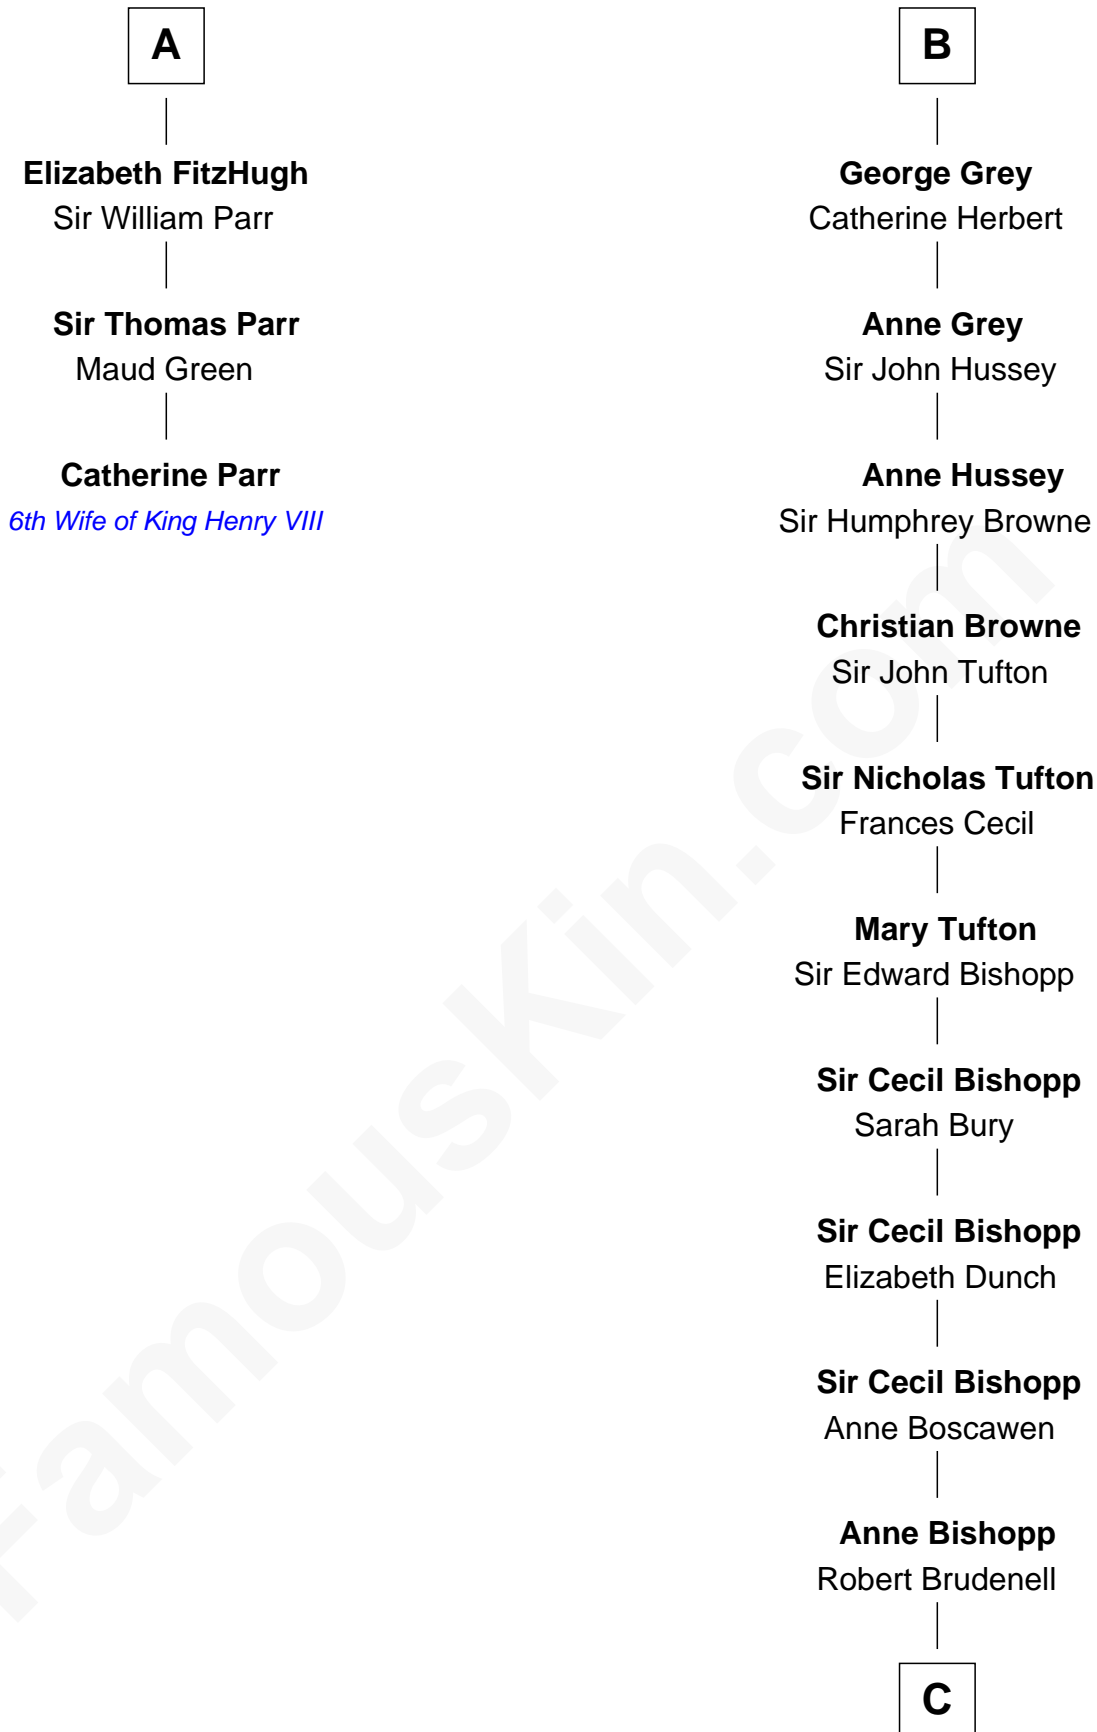 A
Elizabeth FitzHugh
Sir William Parr
Sir Thomas Parr
Maud Green
Catherine Parr
6th Wife of King Henry VIII
B
George Grey
Catherine Herbert
Anne Grey
Sir John Hussey
Anne Hussey
Sir Humphrey Browne
Christian Browne
Sir John Tufton
Sir Nicholas Tufton
Frances Cecil
Mary Tufton
Sir Edward Bishopp
Sir Cecil Bishopp
Sarah Bury
Sir Cecil Bishopp
Elizabeth Dunch
Sir Cecil Bishopp
Anne Boscawen
Anne Bishopp
Robert Brudenell
C
FamousKin.com